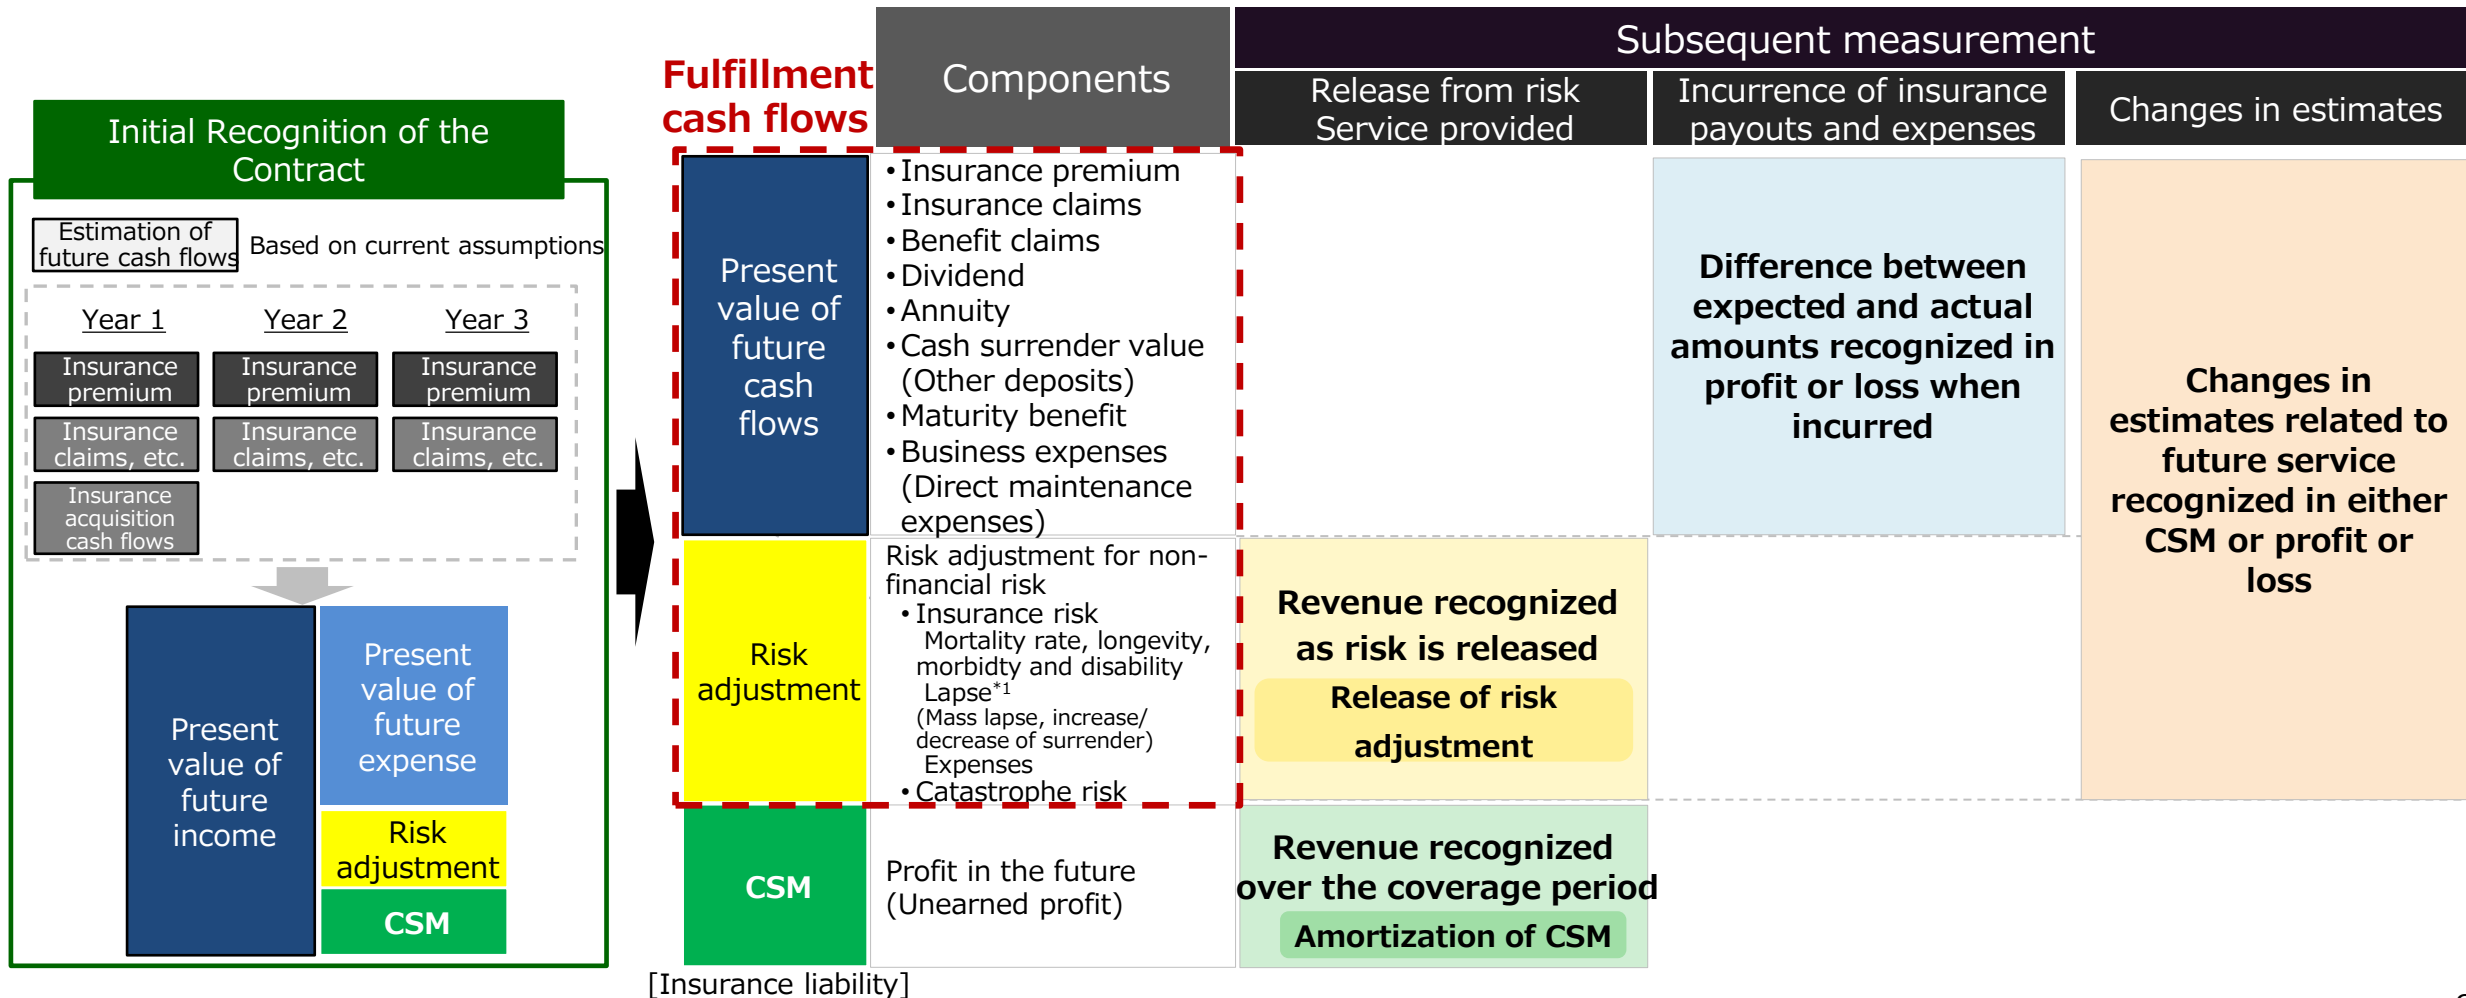 Initial Recognition of the
Contract
Estimation of
future cash flows
Based on current assumptions
Year 1
Year 2
Year 3
Insurance
premium
Insurance
premium
Insurance
premium
Insurance
claims, etc.
Insurance
claims, etc.
Insurance
claims, etc.
Insurance
acquisition
cash flows
Present
value of
future
income
Present
value of
future
expense
Risk
adjustment
CSM
Fulfillment
cash flows
Components
Subsequent measurement
Release from risk
Service provided
Incurrence of insurance
payouts and expenses
Changes in estimates
Present
value of
future
cash
flows
•Insurance premium
•Insurance claims
•Benefit claims
•Dividend
•Annuity
•Cash surrender value
(Other deposits)
•Maturity benefit
•Business expenses
(Direct maintenance
expenses)
Difference between
expected and actual
amounts recognized in
profit or loss when
incurred
Changes in
estimates related to
future service
recognized in either
CSM or profit or
loss
Risk
adjustment
Risk adjustment for non-
financial risk
•Insurance risk
Mortality rate, longevity,
morbidty and disability
Lapse*1
(Mass lapse, increase/
decrease of surrender)
Expenses
•Catastrophe risk
Revenue recognized
as risk is released
Release of risk
adjustment
CSM
Profit in the future
(Unearned profit)
Revenue recognized
over the coverage period
Amortization of CSM
[Insurance liability]